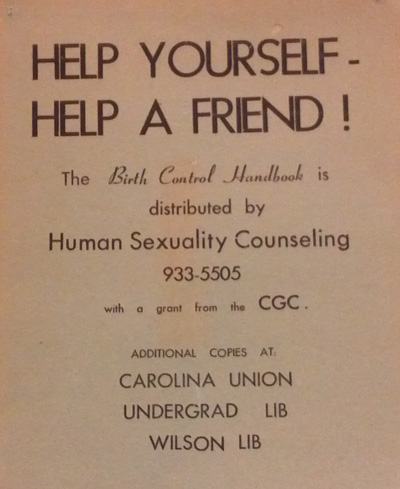 HELP YOURSELF-
HELP A FRIEND!
The Birth Control Handbook is
distributed by
Human Sexuality Counseling
933-5505
with a grant from the CGC.
ADDITIONAL COPIES AT:
CAROLINA UNION
UNDERGRAD LIB
WILSON LIB